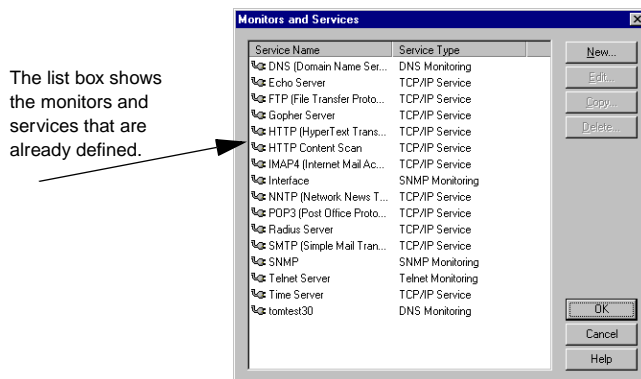 Monitors and Services
The list box shows
the monitors and
services that are
already defined.
Service Name Service Type
DNS (Domain Name Ser... DNS Monitoring
Echo Server TCP/IP Service
FTP (File Transfer Proto... TCP/IP Service
Gopher Server TCP/IP Service
HTTP (HyperText Trans... TCP/IP Service
HTTP Content Scan TCP/IP Service
IMAP4 (Internet Mail Ac... TCP/IP Service
Interface SNMP Monitoring
NNTP (Network News T... TCP/IP Service
POP3 (Post Office Proto... TCP/IP Service
Radius Server TCP/IP Service
SMTP (Simple Mail Tran... TCP/IP Service
SNMP SNMP Monitoring
Telnet Server Telnet Monitoring
Time Server TCP/IP Service
tomtest30 DNS Monitoring
New...
Edit...
Copy...
Delete...
OK
Cancel
Help